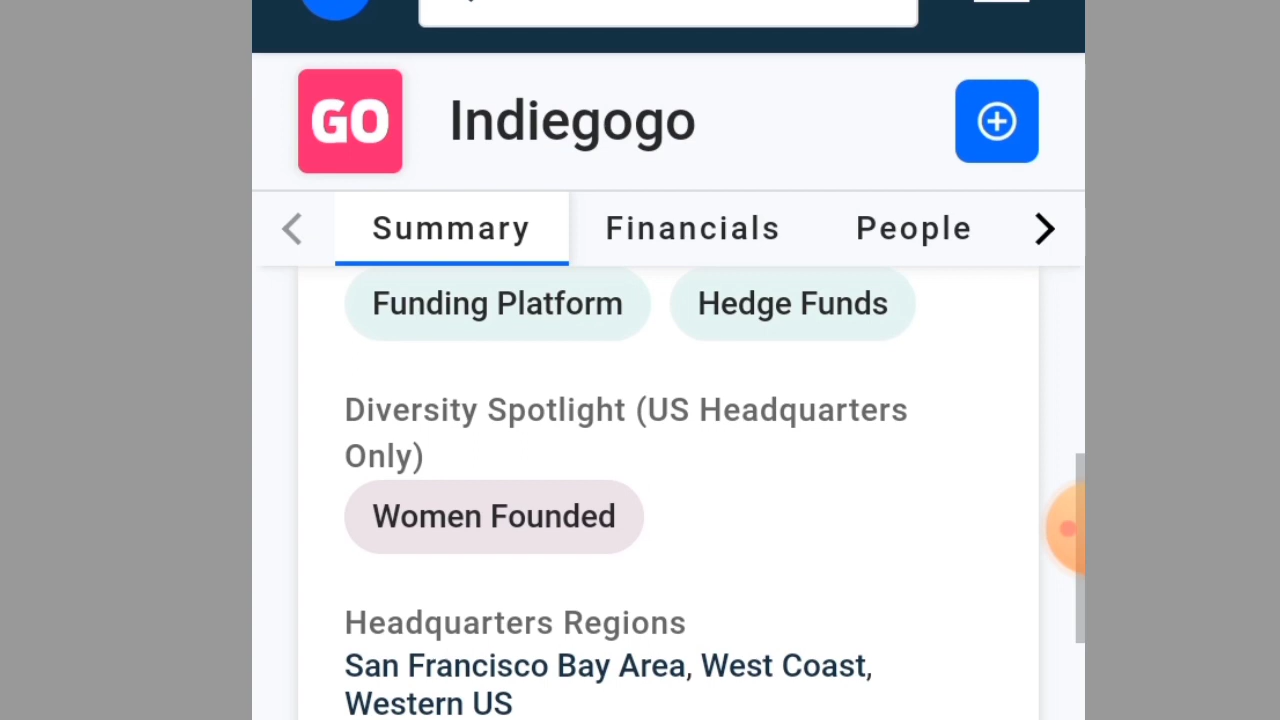 GO Indiegogo
Summary Financials People
Funding Platform Hedge Funds
Diversity Spotlight (US Headquarters
Only)
Women Founded
Headquarters Regions
San Francisco Bay Area, West Coast,
Western US